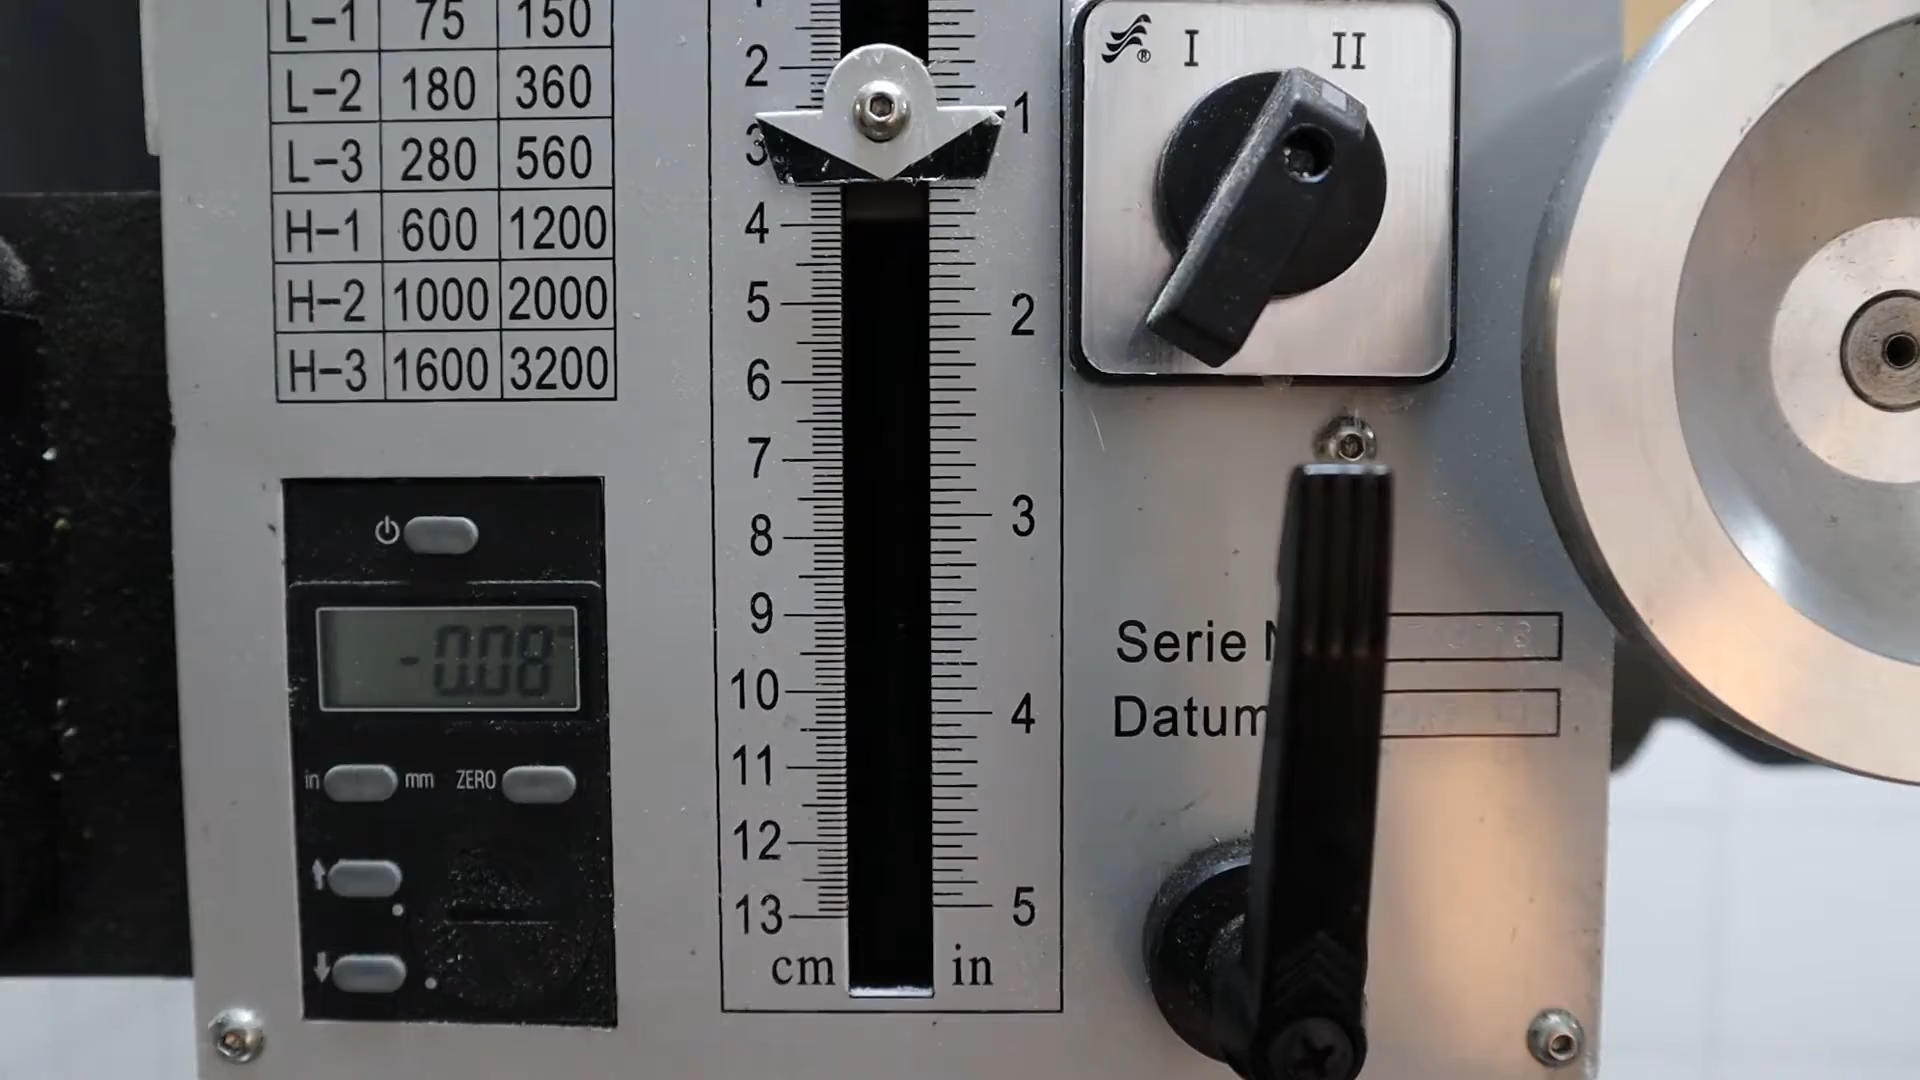 L-1 75 150
L-2 180 360
L-3 280 560
H-1 600 1200
H-2 1000 2000
H-3 1600 3200
-0.08
in mm ZERO
2
3
4
5
6
7
8
9
10
11
12
13
cm
1
2
3
4
5
in
I II
®
Serie
Datum